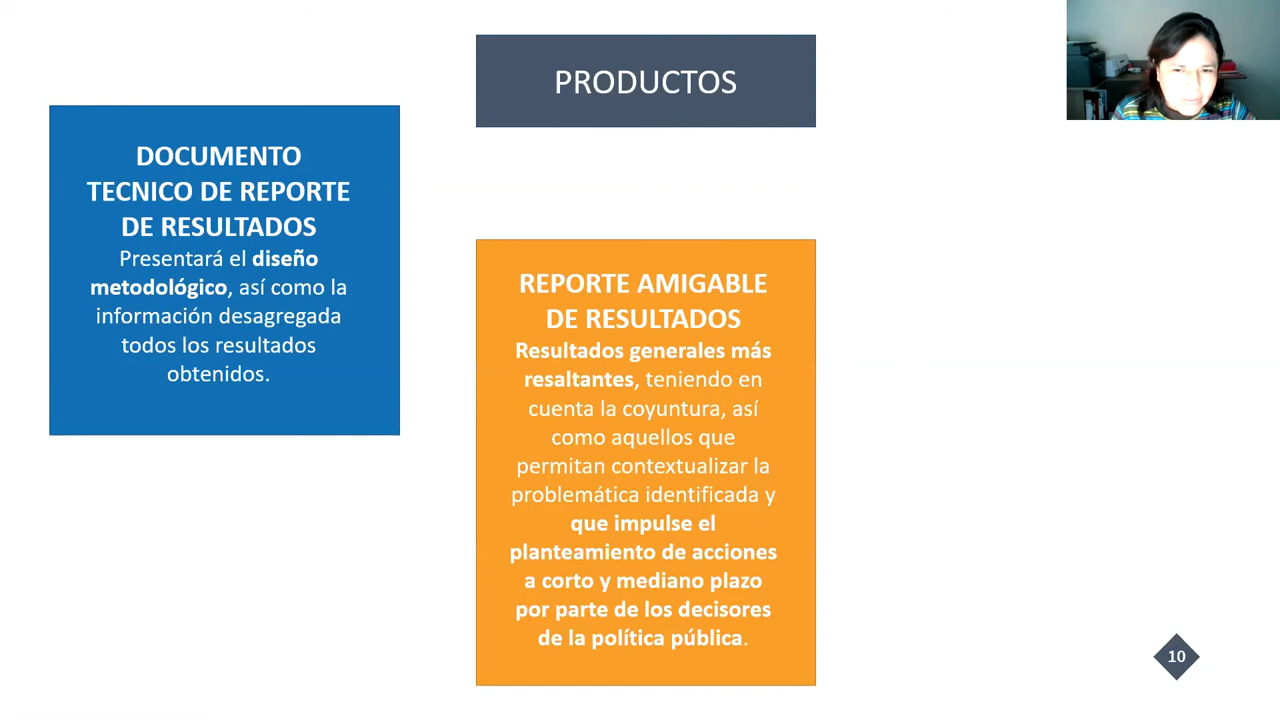 PRODUCTOS
DOCUMENTO
TECNICO DE REPORTE
DE RESULTADOS
Presentará el diseño
metodológico, así como la
información desagregada
todos los resultados
obtenidos.
REPORTE AMIGABLE
DE RESULTADOS
Resultados generales más
resaltantes, teniendo en
cuenta la coyuntura, así
como aquellos que
permitan contextualizar la
problemática identificada y
que impulse el
planteamiento de acciones
a corto y mediano plazo
por parte de los decisores
de la política pública.
10